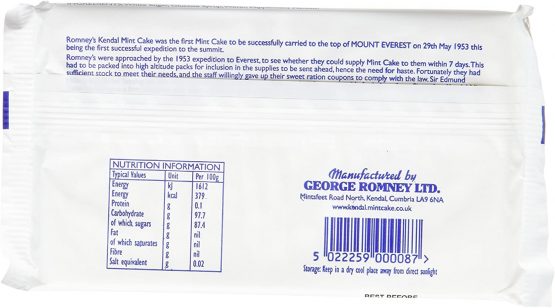 Romney's Kendal Mint Cake was the first Mint Cake to be successfully carried to the top of MOUNT EVEREST on 29th May 1953 this
being the first successful expedition to the summit.
Romney's were approached by the 1953 expedition to Everest, to see whether they could supply Mint Cake to them within 7 days. This
had to be packed into high altitude packs for inclusion in the supplies to be sent ahead, hence the need for haste. Fortunately they had
sufficient stock to meet their needs, and the staff willingly gave up their sweet ration coupons to comply with the law. Sir Edmund
NUTRITION INFORMATION
Typical Values Unit Per 100g
Energy kJ 1612
Energy kcal 379
Protein g 0.1
Carbohydrate g 97.7
of which, sugars g 87.4
Fat g nil
of which saturates g nil
Fibre g nil
Salt equivalent g 0.02
Manufactured by
GEORGE ROMNEY LTD.
Mintsfeet Road North, Kendal, Cumbria LA9 6NA
www.kendal.mintcake.co.uk
5 022259 000087 >
Storage: Keep in a dry cool place away from direct sunlight
BEST BEFORE